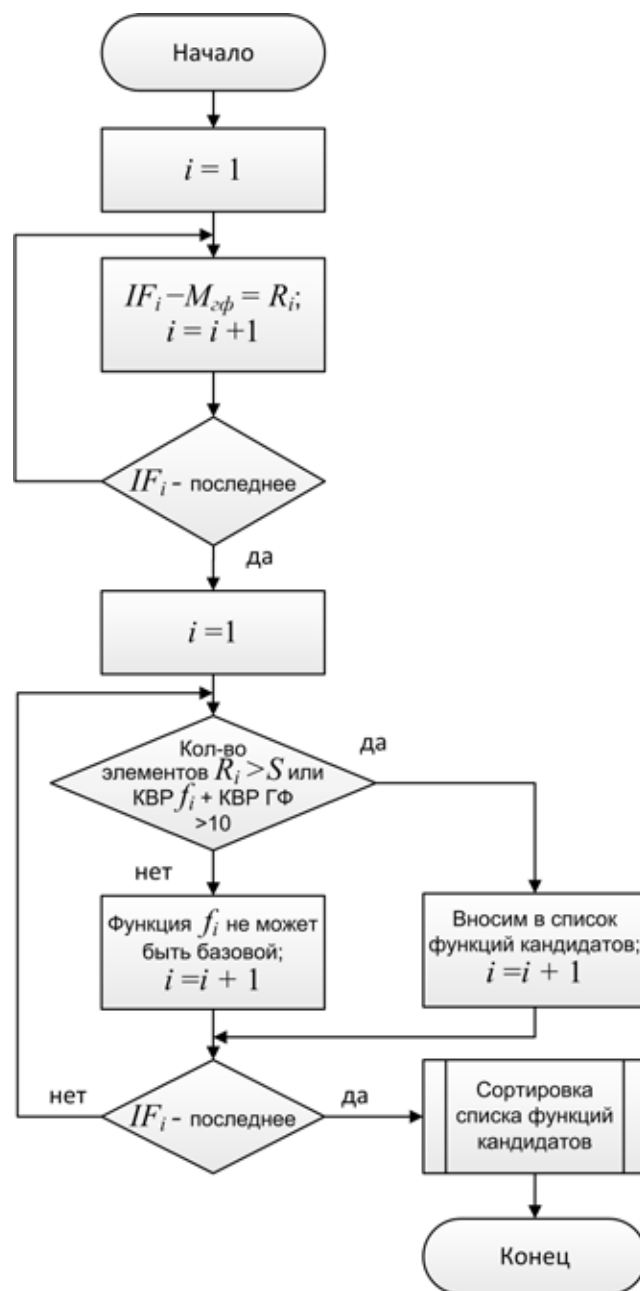 Начало
i = 1
IFi – Mгф = Ri;
i = i +1
IFi - последнее
да
i =1
Кол-во
элементов Ri >S или
КВР fi + КВР ГФ
>10
да
нет
Функция fi не может
быть базовой;
i =i + 1
Вносим в список
функций кандидатов;
i =i + 1
нет
IFi - последнее
да
Сортировка
списка функций
кандидатов
Конец